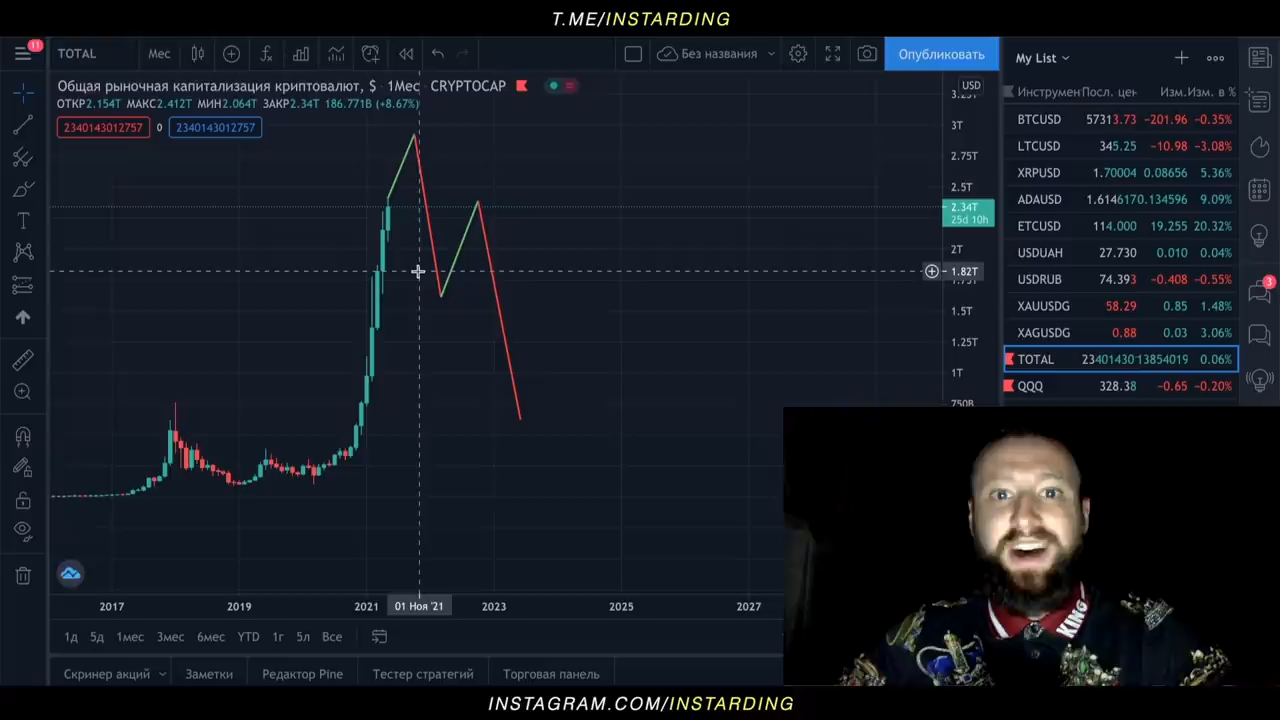 T.ME/INSTARDING
11
TOTAL
Мес
Без названия
Опубликовать
My List
Общая рыночная капитализация криптовалют, $ · 1Мес · CRYPTOCAP
USD
ОТКР2.154T МАКС2.412T МИН2.064T ЗАКР2.34T 186.771B (+8.67%)
2340143012757 0 2340143012757
Инструмен Посл. цен Изм. Изм. в %
BTCUSD 57313.73 −201.96 −0.35%
LTCUSD 345.25 −10.98 −3.08%
XRPUSD 1.70004 0.08656 5.36%
ADAUSD 1.6146170.134596 9.09%
ETCUSD 114.000 19.255 20.32%
USDUAH 27.730 0.010 0.04%
USDRUB 74.393 −0.408 −0.55%
XAUUSDG 58.29 0.85 1.48%
XAGUSDG 0.88 0.03 3.06%
TOTAL 23401430113854019 0.06%
QQQ 328.38 −0.65 −0.20%
3
3.25T
3T
2.75T
2.5T
2.34T
25d 10h
2T
1.82T
1.75T
1.5T
1.25T
1T
750B
2017
2019
2021
01 Ноя '21
2023
2025
2027
1д 5д 1мес 3мес 6мес YTD 1г 5л Все
Скринер акций
Заметки
Редактор Pine
Тестер стратегий
Торговая панель
KING
INSTAGRAM.COM/INSTARDING